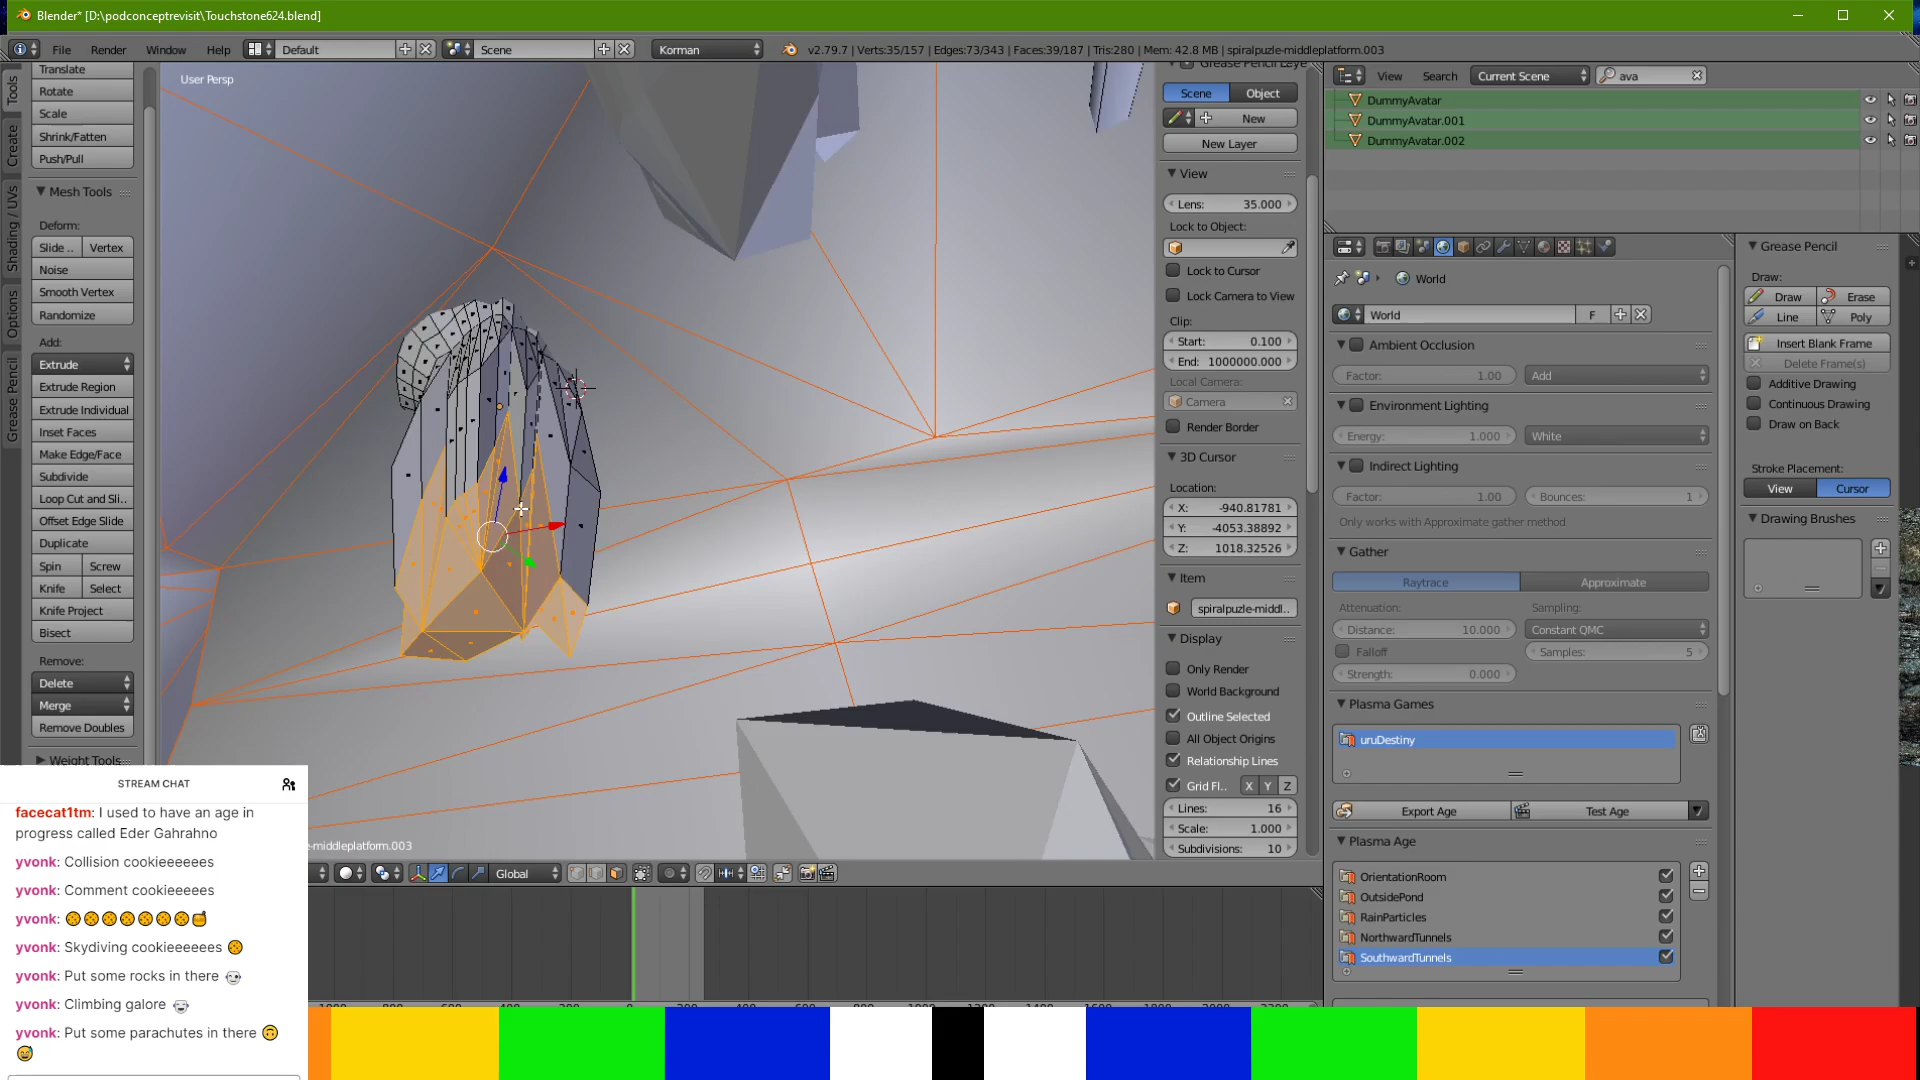 Blender* [D:\podconceptrevisit\Touchstone624.blend]
File Render Window Help Default Scene Korman v2.79.7 | Verts:35/157 | Edges:73/343 | Faces:39/187 | Tris:280 | Mem: 42.8 MB | spiralpuzle-middleplatform.003
Tools
Create
Shading / UVs
Options
Grease Pencil
Translate
Rotate
Scale
Shrink/Fatten
Push/Pull
Mesh Tools
Deform:
Slide .. Vertex
Noise
Smooth Vertex
Randomize
Add:
Extrude
Extrude Region
Extrude Individual
Inset Faces
Make Edge/Face
Subdivide
Loop Cut and Sli..
Offset Edge Slide
Duplicate
Spin Screw
Knife Select
Knife Project
Bisect
Remove:
Delete
Merge
Remove Doubles
Weight Tools
User Persp
e-middleplatform.003
Global
Grease Pencil Laye
Scene Object
New
New Layer
View
Lens: 35.000
Lock to Object:
Lock to Cursor
Lock Camera to View
Clip:
Start: 0.100
End: 1000000.000
Local Camera:
Camera
Render Border
3D Cursor
Location:
X: -940.81781
Y: -4053.38892
Z: 1018.32526
Item
spiralpuzle-middl..
Display
Only Render
World Background
Outline Selected
All Object Origins
Relationship Lines
Grid Fl.. X Y Z
Lines: 16
Scale: 1.000
Subdivisions: 10
View Search Current Scene ava
DummyAvatar
DummyAvatar.001
DummyAvatar.002
World
World F
Ambient Occlusion
Factor: 1.00 Add
Environment Lighting
Energy: 1.000 White
Indirect Lighting
Factor: 1.00 Bounces: 1
Only works with Approximate gather method
Gather
Raytrace Approximate
Attenuation: Sampling:
Distance: 10.000 Constant QMC
Falloff Samples: 5
Strength: 0.000
Plasma Games
uruDestiny
Export Age Test Age
Plasma Age
OrientationRoom
OutsidePond
RainParticles
NorthwardTunnels
SouthwardTunnels
Grease Pencil
Draw:
Draw Erase
Line Poly
Insert Blank Frame
Delete Frame(s)
Additive Drawing
Continuous Drawing
Draw on Back
Stroke Placement:
View Cursor
Drawing Brushes
STREAM CHAT
facecat1tm: I used to have an age in
progress called Eder Gahrahno
yvonk: Collision cookieeeeees
yvonk: Comment cookieeeees
yvonk:
yvonk: Skydiving cookieeeeees
yvonk: Put some rocks in there
yvonk: Climbing galore
yvonk: Put some parachutes in there